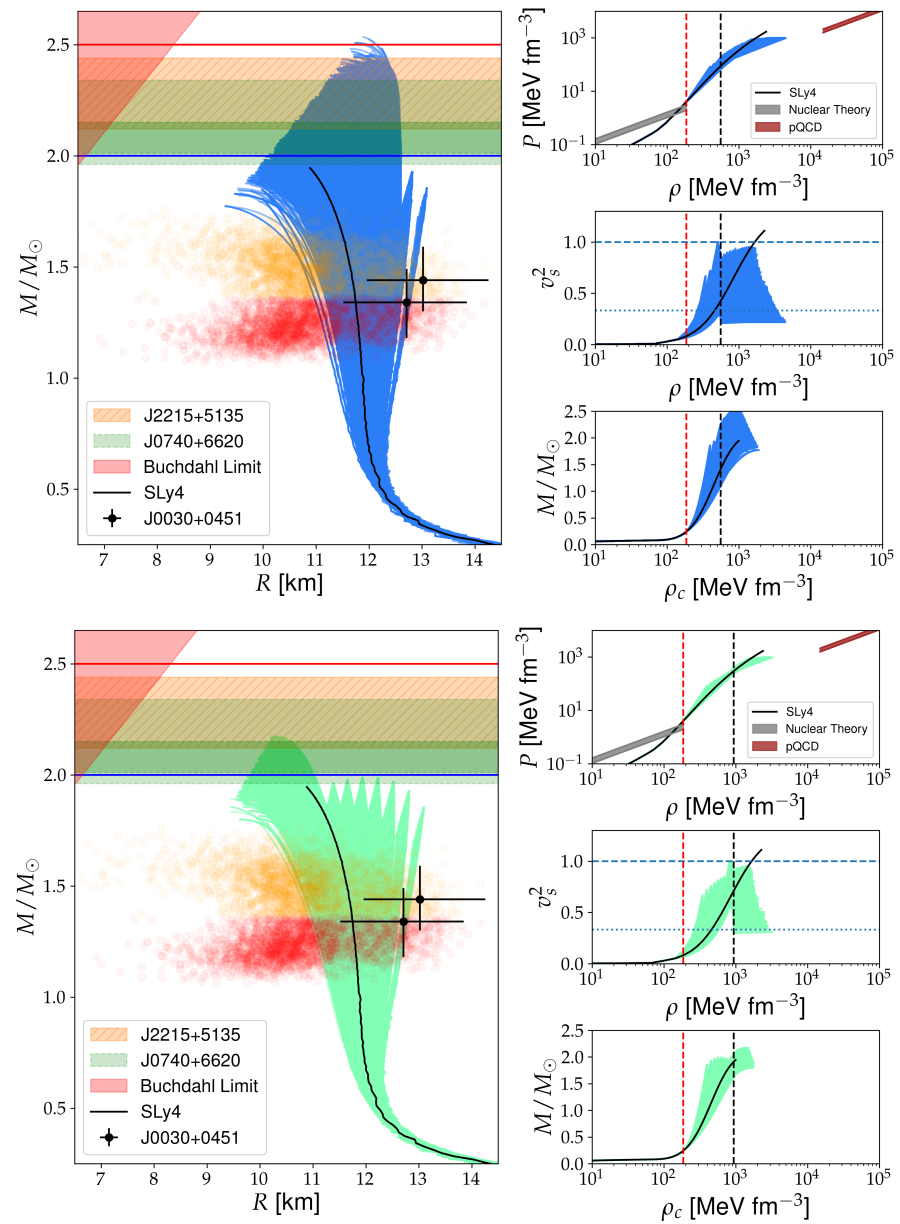 2.5
2.0
1.5
1.0
0.5
M/M⊙
7 8 9 10 11 12 13 14
R [km]
J2215+5135
J0740+6620
Buchdahl Limit
SLy4
J0030+0451
10³
10¹
10⁻¹
P [MeV fm⁻³]
SLy4
Nuclear Theory
pQCD
10¹ 10² 10³ 10⁴ 10⁵
ρ [MeV fm⁻³]
1.0
0.5
0.0
v_s²
10¹ 10² 10³ 10⁴ 10⁵
ρ [MeV fm⁻³]
2.5
2.0
1.5
1.0
0.5
0.0
M/M⊙
10¹ 10² 10³ 10⁴ 10⁵
ρ_c [MeV fm⁻³]
2.5
2.0
1.5
1.0
0.5
M/M⊙
7 8 9 10 11 12 13 14
R [km]
J2215+5135
J0740+6620
Buchdahl Limit
SLy4
J0030+0451
10³
10¹
10⁻¹
P [MeV fm⁻³]
SLy4
Nuclear Theory
pQCD
10¹ 10² 10³ 10⁴ 10⁵
ρ [MeV fm⁻³]
1.0
0.5
0.0
v_s²
10¹ 10² 10³ 10⁴ 10⁵
ρ [MeV fm⁻³]
2.5
2.0
1.5
1.0
0.5
0.0
M/M⊙
10¹ 10² 10³ 10⁴ 10⁵
ρ_c [MeV fm⁻³]